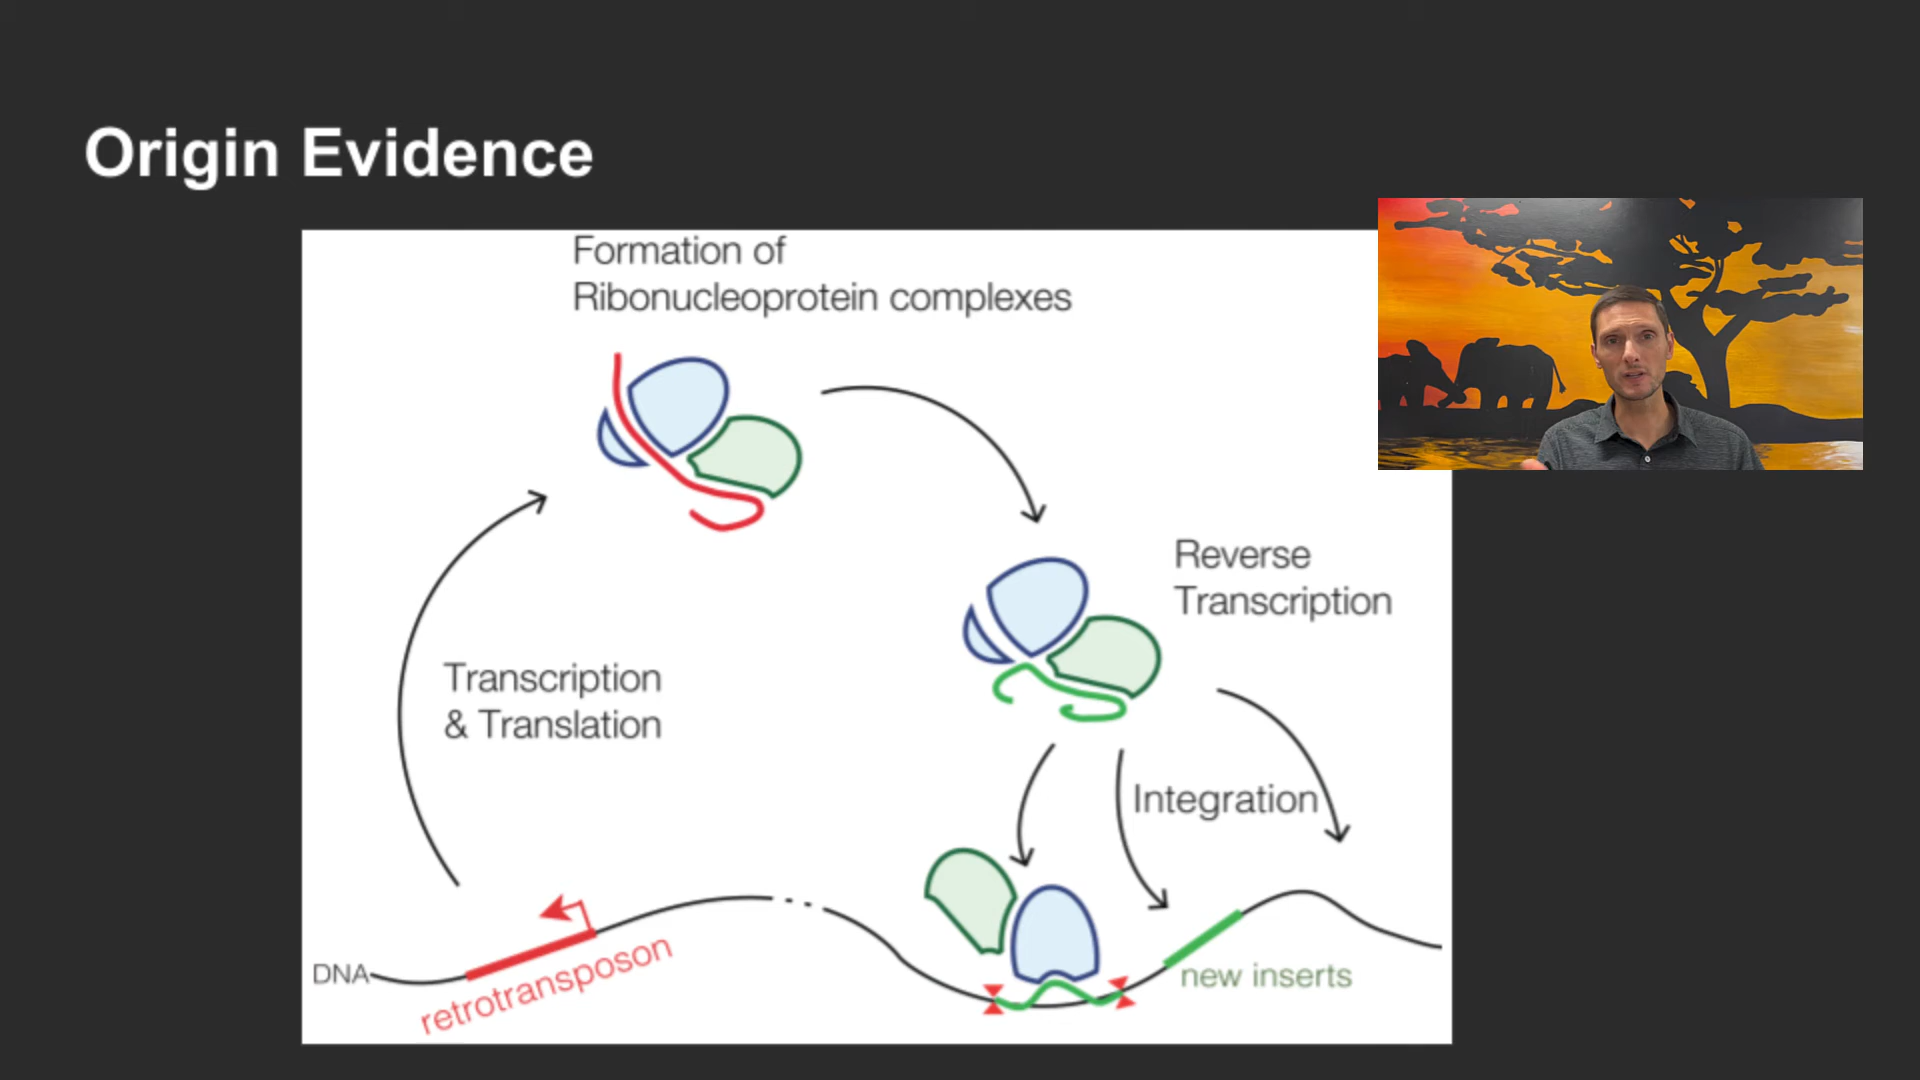 Origin Evidence
Formation of
Ribonucleoprotein complexes
Reverse
Transcription
Transcription
& Translation
Integration
DNA
retrotransposon
new inserts